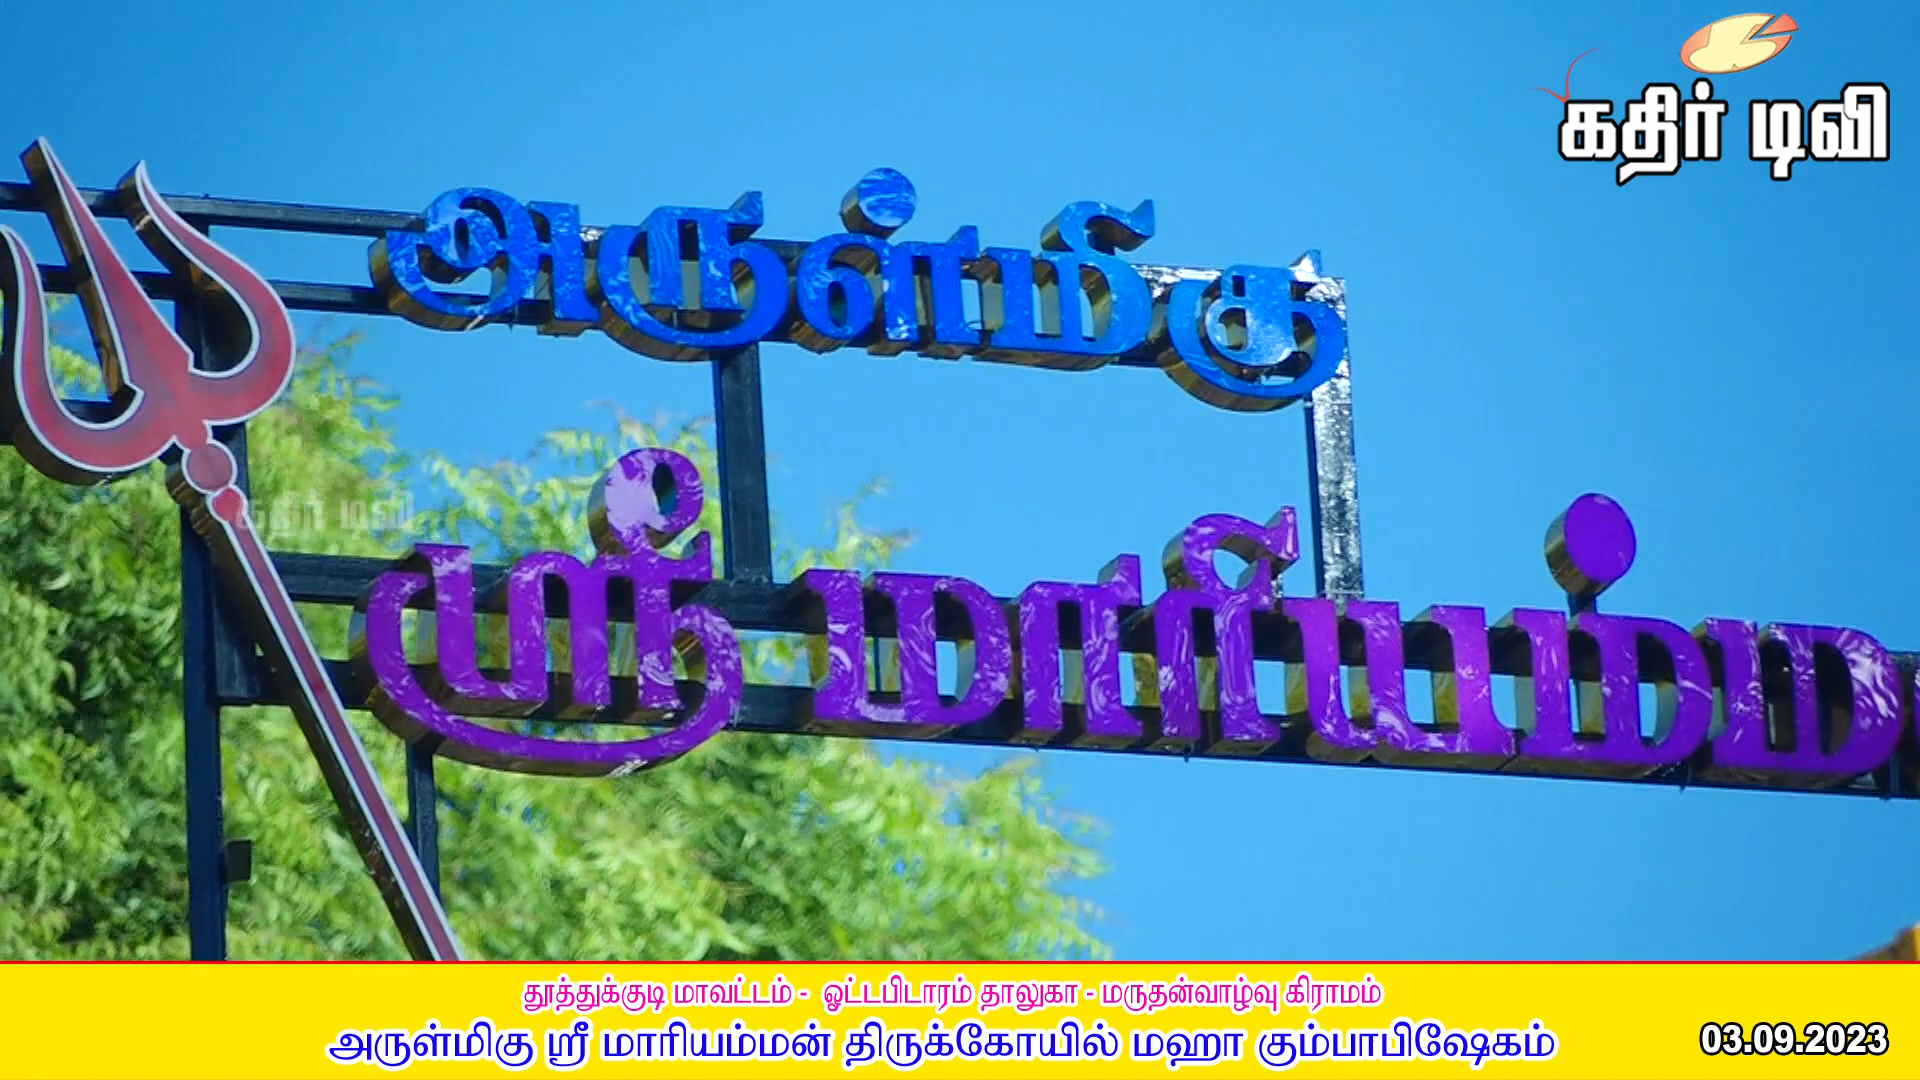 கதிர் டிவி
அருள்மிகு
ஸ்ரீ மாரியம்ம
கதிர் டிவி
தூத்துக்குடி மாவட்டம் - ஓட்டபிடாரம் தாலுகா - மருதன்வாழ்வு கிராமம்
அருள்மிகு ஸ்ரீ மாரியம்மன் திருக்கோயில் மஹா கும்பாபிஷேகம்
03.09.2023